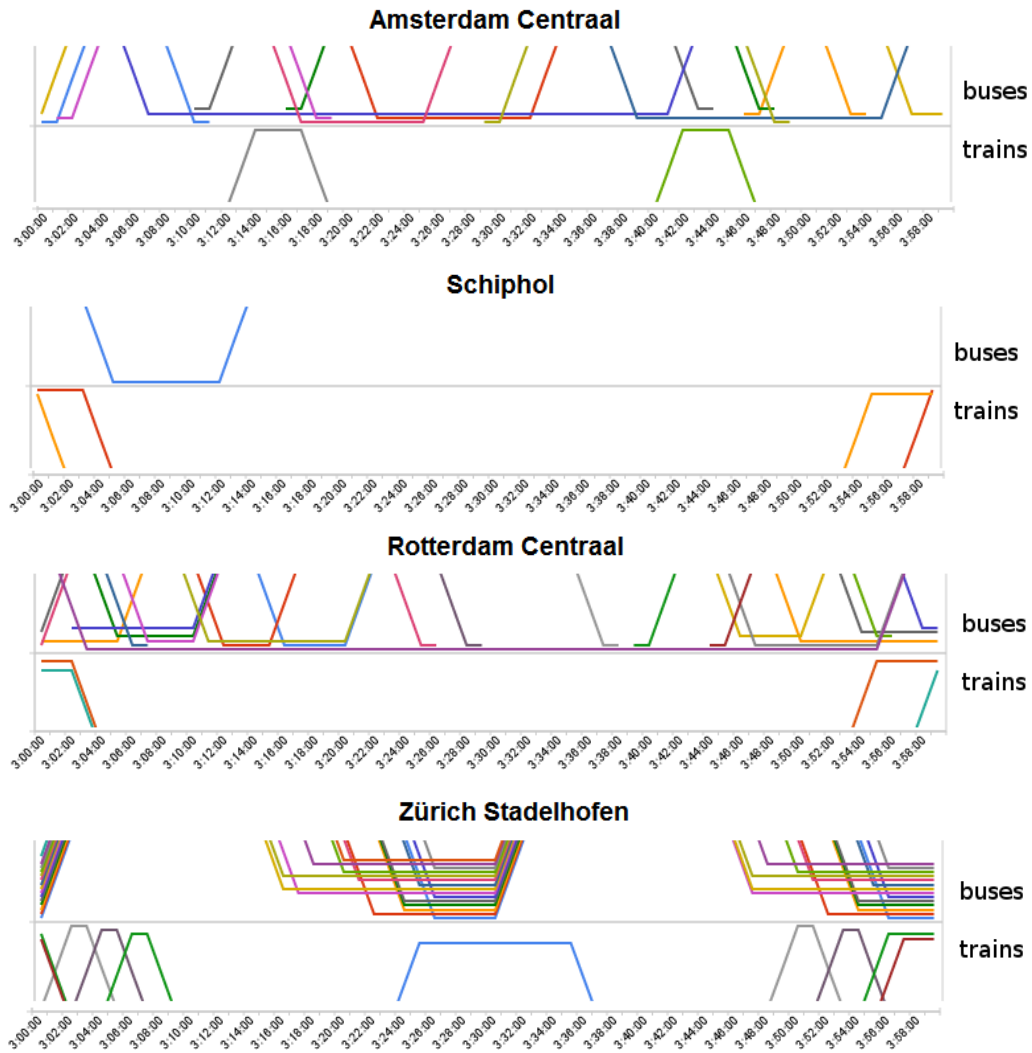 Amsterdam Centraal
buses
trains
3:00:00 3:02:00 3:04:00 3:06:00 3:08:00 3:10:00 3:12:00 3:14:00 3:16:00 3:18:00 3:20:00 3:22:00 3:24:00 3:26:00 3:28:00 3:30:00 3:32:00 3:34:00 3:36:00 3:38:00 3:40:00 3:42:00 3:44:00 3:46:00 3:48:00 3:50:00 3:52:00 3:54:00 3:56:00 3:58:00
Schiphol
buses
trains
3:00:00 3:02:00 3:04:00 3:06:00 3:08:00 3:10:00 3:12:00 3:14:00 3:16:00 3:18:00 3:20:00 3:22:00 3:24:00 3:26:00 3:28:00 3:30:00 3:32:00 3:34:00 3:36:00 3:38:00 3:40:00 3:42:00 3:44:00 3:46:00 3:48:00 3:50:00 3:52:00 3:54:00 3:56:00 3:58:00
Rotterdam Centraal
buses
trains
3:00:00 3:02:00 3:04:00 3:06:00 3:08:00 3:10:00 3:12:00 3:14:00 3:16:00 3:18:00 3:20:00 3:22:00 3:24:00 3:26:00 3:28:00 3:30:00 3:32:00 3:34:00 3:36:00 3:38:00 3:40:00 3:42:00 3:44:00 3:46:00 3:48:00 3:50:00 3:52:00 3:54:00 3:56:00 3:58:00
Zürich Stadelhofen
buses
trains
3:00:00 3:02:00 3:04:00 3:06:00 3:08:00 3:10:00 3:12:00 3:14:00 3:16:00 3:18:00 3:20:00 3:22:00 3:24:00 3:26:00 3:28:00 3:30:00 3:32:00 3:34:00 3:36:00 3:38:00 3:40:00 3:42:00 3:44:00 3:46:00 3:48:00 3:50:00 3:52:00 3:54:00 3:56:00 3:58:00